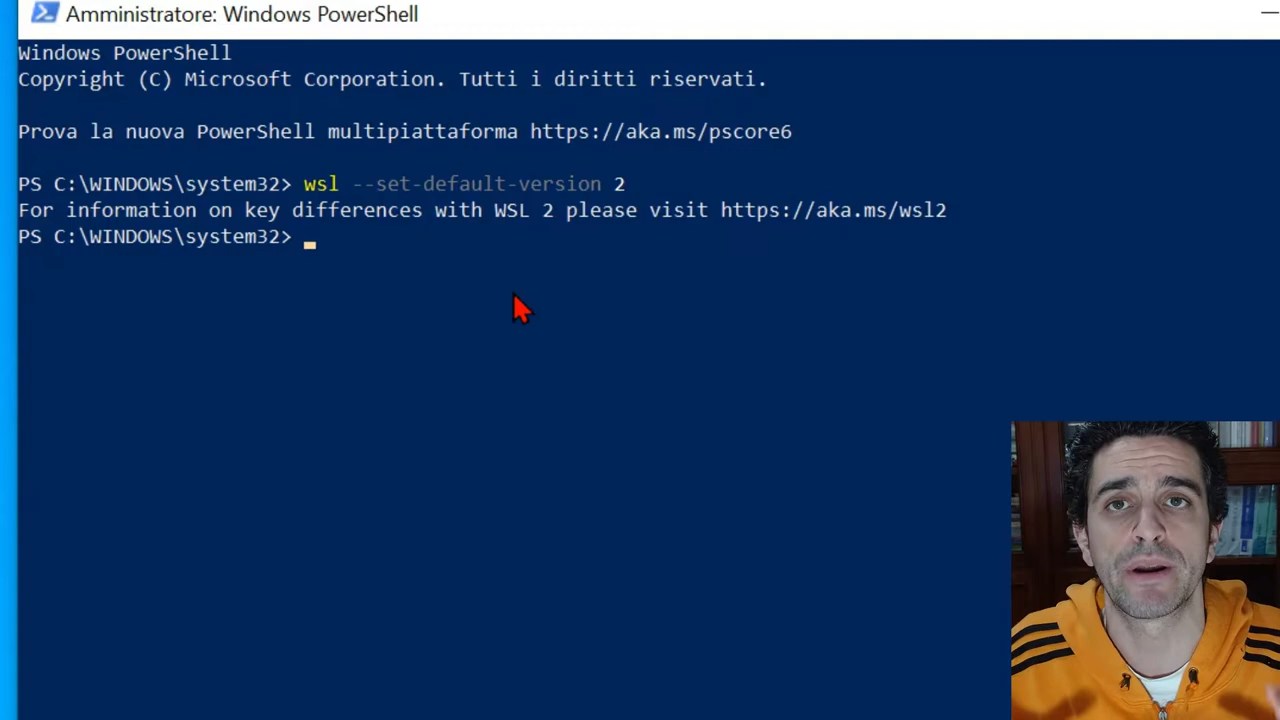 Amministratore: Windows PowerShell
Windows PowerShell
Copyright (C) Microsoft Corporation. Tutti i diritti riservati.
Prova la nuova PowerShell multipiattaforma https://aka.ms/pscore6
PS C:\WINDOWS\system32> wsl --set-default-version 2
For information on key differences with WSL 2 please visit https://aka.ms/wsl2
PS C:\WINDOWS\system32>